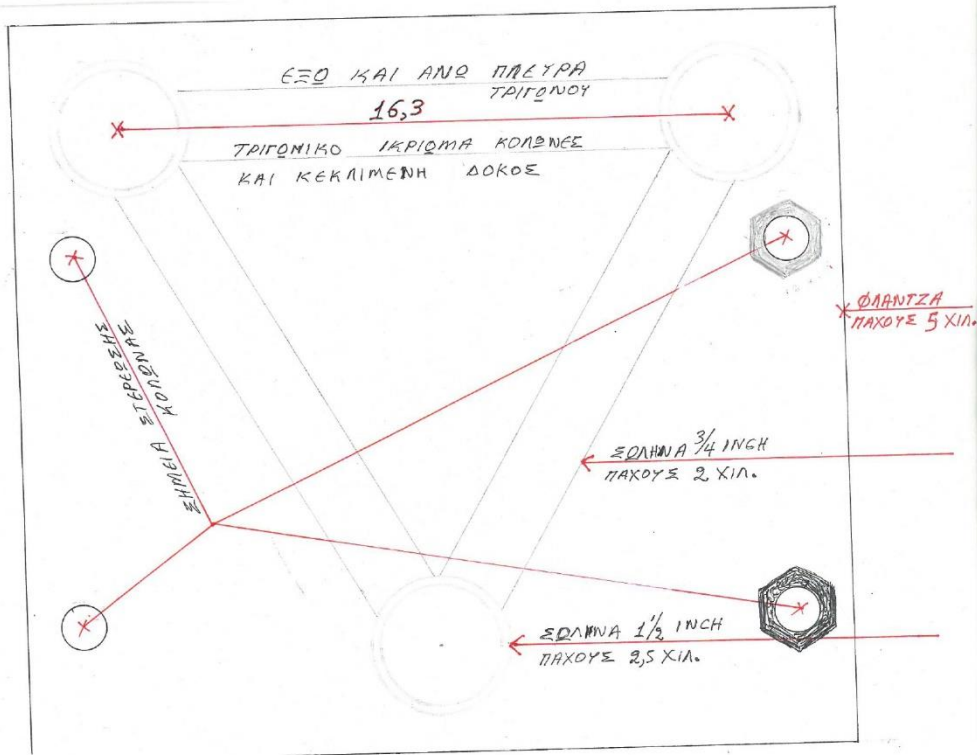 ΕΞΩ ΚΑΙ ΑΝΩ ΠΛΕΥΡΑ
ΤΡΙΓΩΝΟΥ
16,3
ΤΡΙΓΩΝΙΚΟ ΙΚΡΙΩΜΑ ΚΟΛΩΝΕΣ
ΚΑΙ ΚΕΚΛΙΜΕΝΗ ΔΟΚΟΣ
ΦΛΑΝΤΖΑ
ΠΑΧΟΥΣ 5 ΧΙΛ.
ΣΗΜΕΙΑ ΣΤΕΡΕΩΣΗΣ
ΚΟΛΩΝΑΣ
ΣΩΛΗΝΑ 3/4 INCH
ΠΑΧΟΥΣ 2 ΧΙΛ.
ΣΩΛΗΝΑ 1 1/2 INCH
ΠΑΧΟΥΣ 2,5 ΧΙΛ.